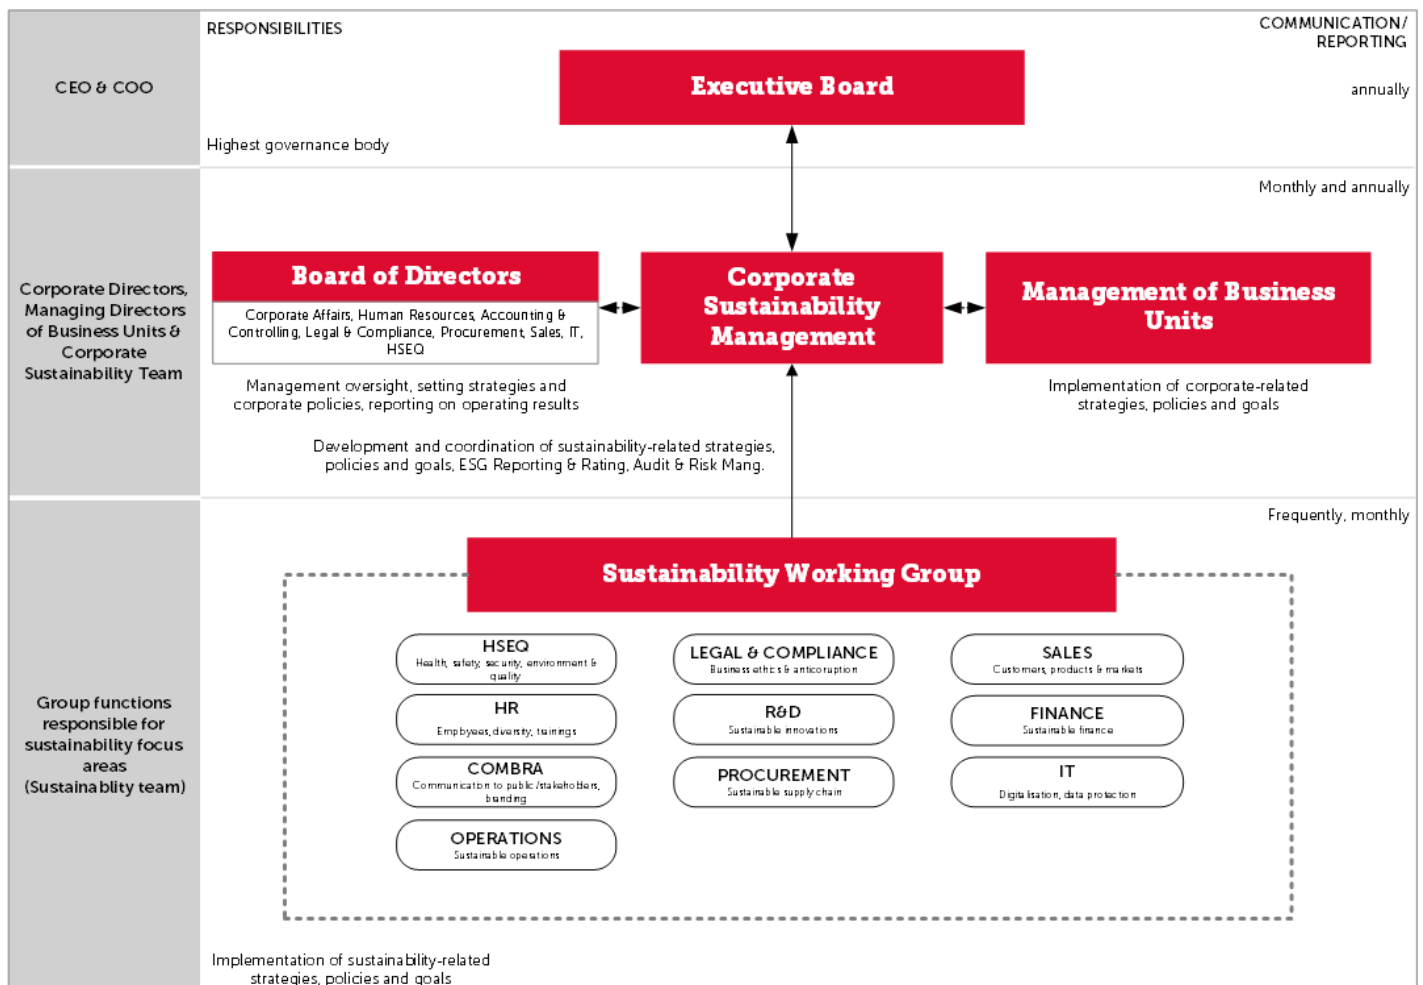 RESPONSIBILITIES
COMMUNICATION/
REPORTING
CEO & COO
Executive Board
annually
Highest governance body
Monthly and annually
Corporate Directors,
Managing Directors
of Business Units &
Corporate
Sustainability Team
Board of Directors
Corporate Affairs, Human Resources, Accounting &
Controlling, Legal & Compliance, Procurement, Sales, IT,
HSEQ
Corporate
Sustainability
Management
Management of Business
Units
Management oversight, setting strategies and
corporate policies, reporting on operating results
Implementation of corporate-related
strategies, policies and goals
Development and coordination of sustainability-related strategies,
policies and goals, ESG Reporting & Rating, Audit & Risk Mang.
Frequently, monthly
Group functions
responsible for
sustainability focus
areas
(Sustainablity team)
Sustainability Working Group
HSEQ
Health, safety, security, environment &
quality
LEGAL & COMPLIANCE
Business ethics & anticoruption
SALES
Customers, products & markets
HR
Employees, diversity, trainings
R&D
Sustainable innovations
FINANCE
Sustainable finance
COMBRA
Communication to public/stakeholders,
branding
PROCUREMENT
Sustainable supply chain
IT
Digitalisation, data protection
OPERATIONS
Sustainable operations
Implementation of sustainability-related
strategies, policies and goals